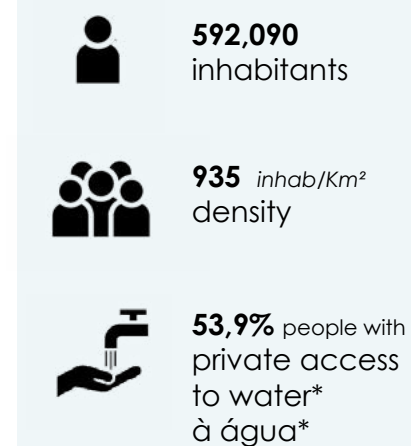 592,090
inhabitants
935 inhab/Km²
density
53,9% people with
private access
to water*
à água*